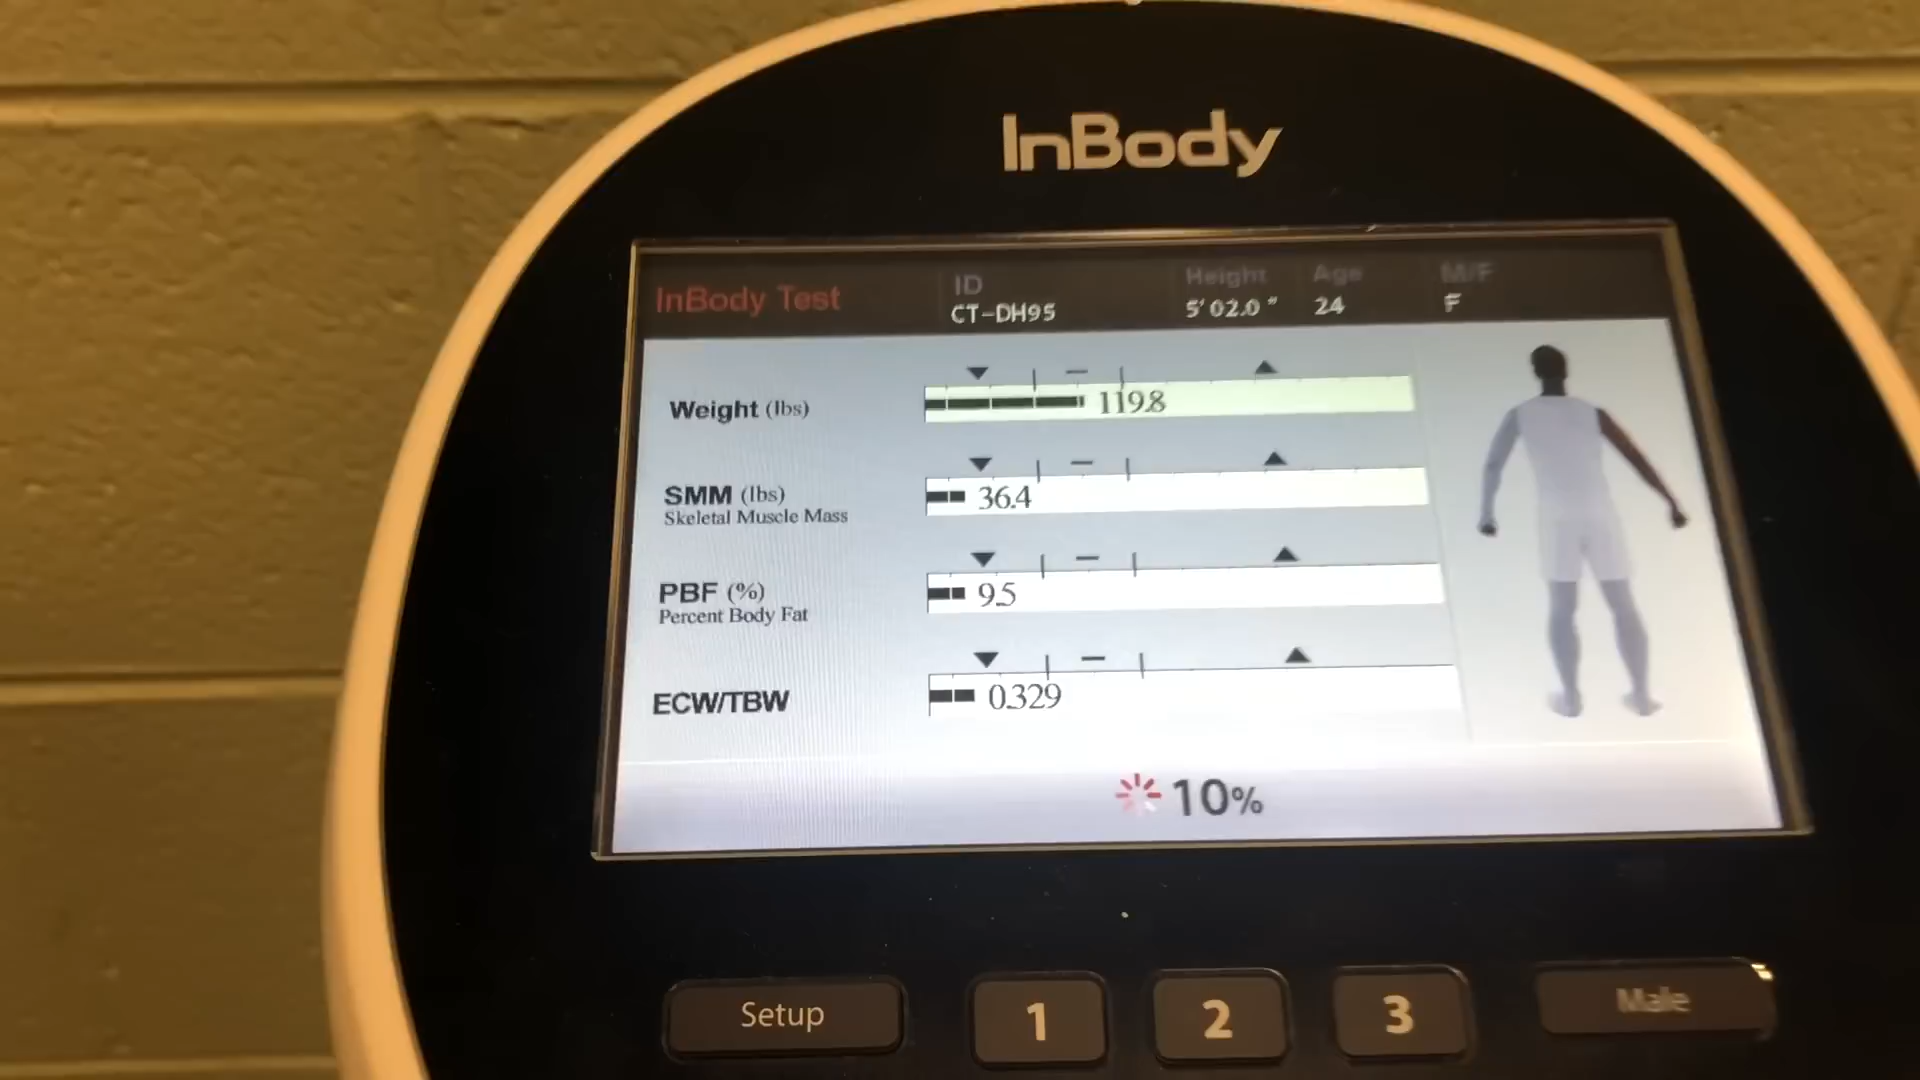 InBody
InBody Test
ID
CT-DH95
Height
5'02.0"
Age
24
M/F
F
Weight (lbs)
119.8
SMM (lbs)
Skeletal Muscle Mass
36.4
PBF (%)
Percent Body Fat
9.5
ECW/TBW
0.329
10%
Setup
1
2
3
Male